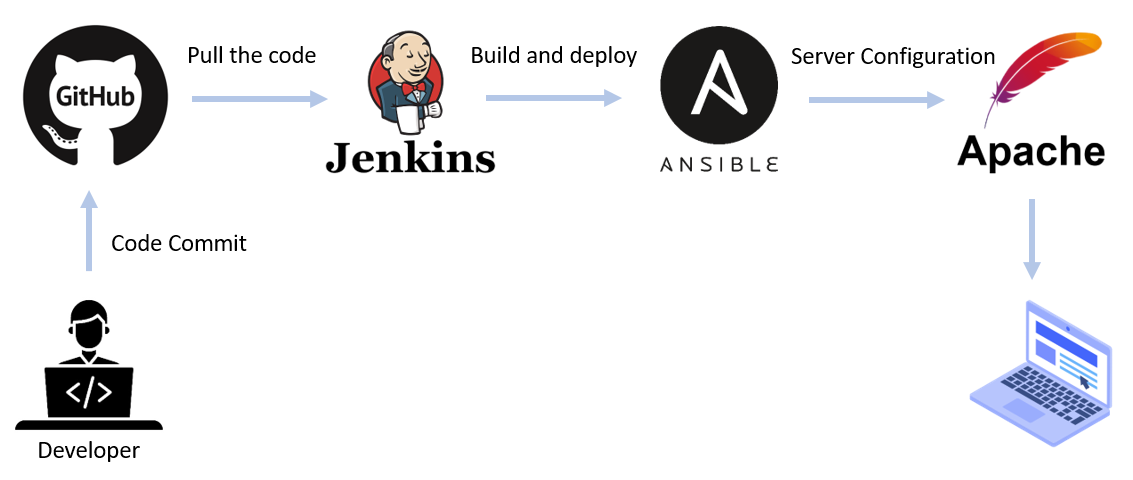 GitHub
Pull the code
Jenkins
Build and deploy
ANSIBLE
Server Configuration
Apache
Code Commit
</>
Developer